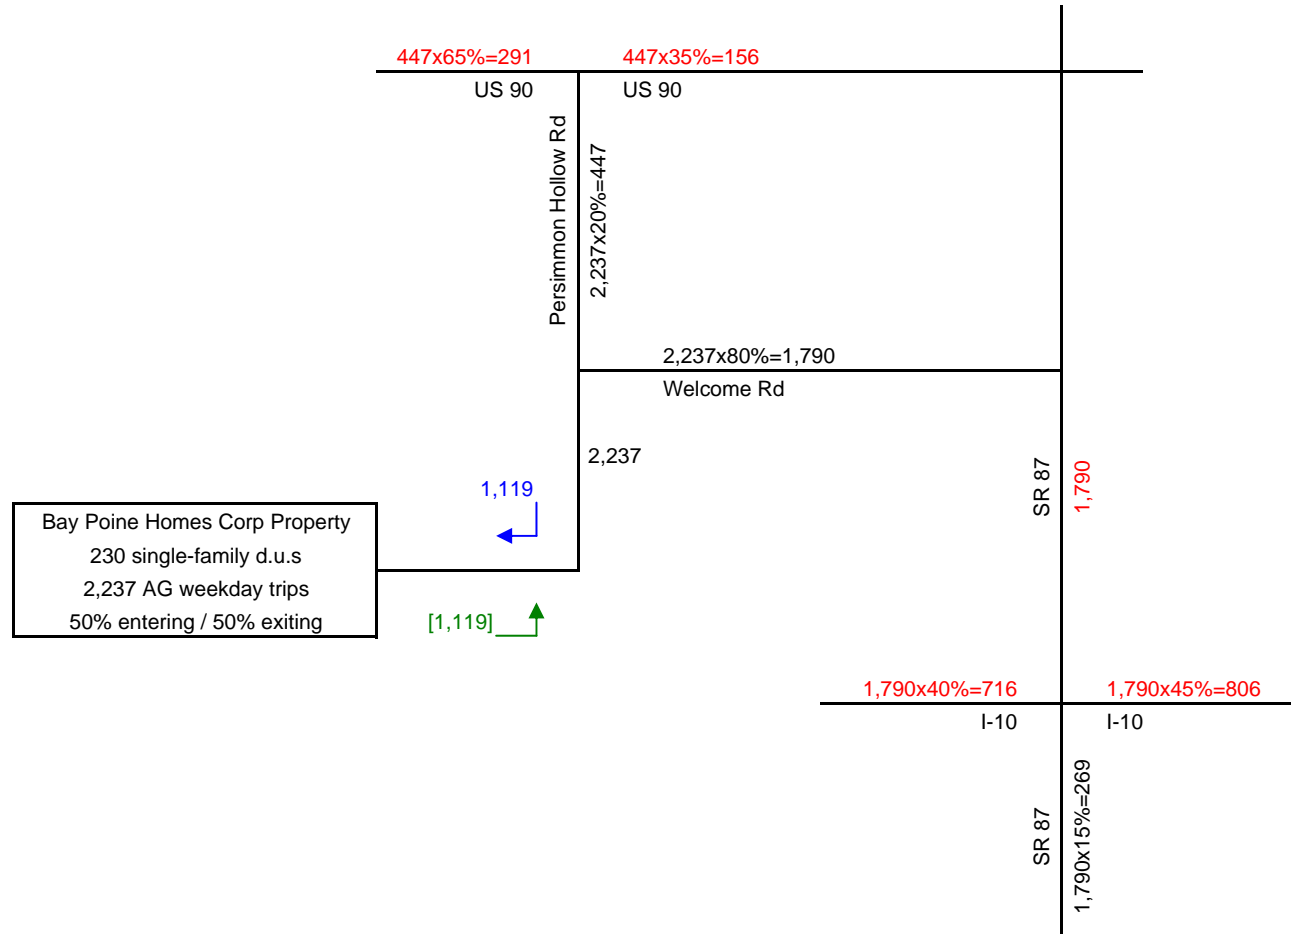 447x65%=291
447x35%=156
US 90
US 90
Persimmon Hollow Rd
2,237x20%=447
2,237x80%=1,790
Welcome Rd
2,237
SR 87
1,790
1,119
Bay Poine Homes Corp Property
230 single-family d.u.s
2,237 AG weekday trips
50% entering / 50% exiting
[1,119]
1,790x40%=716
1,790x45%=806
I-10
I-10
SR 87
1,790x15%=269